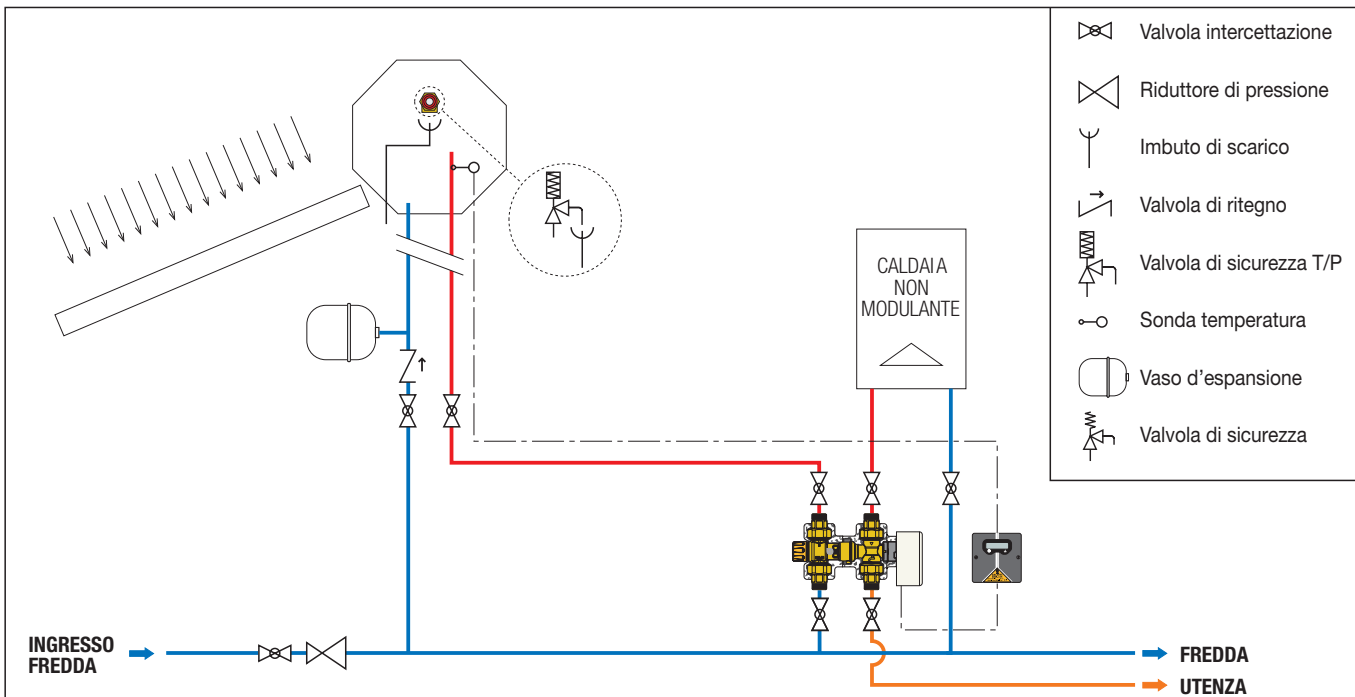 CALDAIA
NON
MODULANTE
INGRESSO
FREDDA
FREDDA
UTENZA
Valvola intercettazione
Riduttore di pressione
Imbuto di scarico
Valvola di ritegno
Valvola di sicurezza T/P
Sonda temperatura
Vaso d'espansione
Valvola di sicurezza